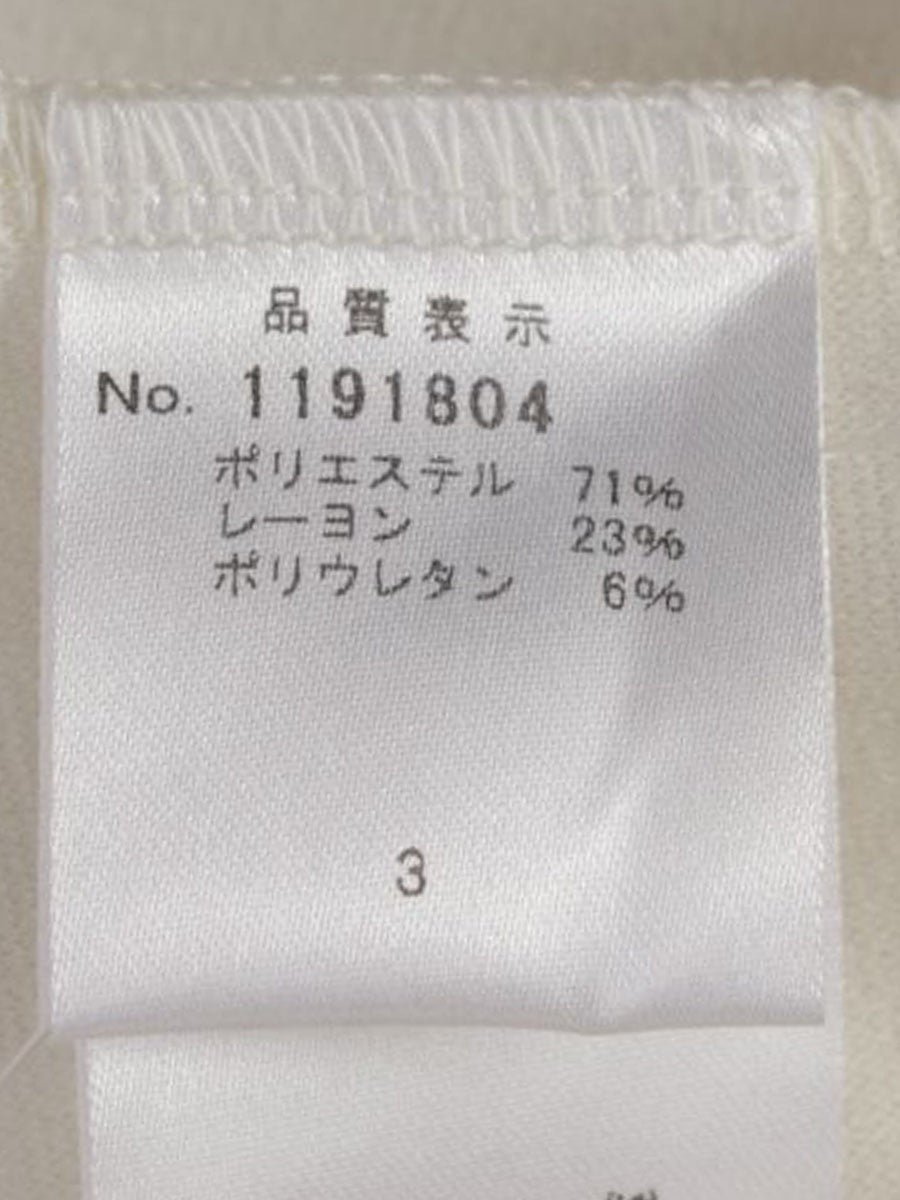 品質表示
No. 1191804
ポリエステル 71%
レーヨン 23%
ポリウレタン 6%
3